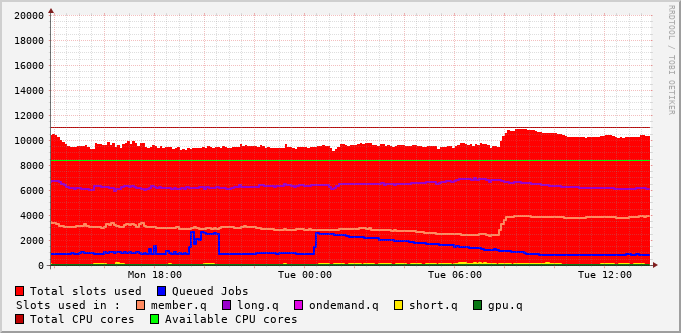 20000
18000
16000
14000
12000
10000
8000
6000
4000
2000
0
Mon 18:00 Tue 00:00 Tue 06:00 Tue 12:00
Total slots used Queued Jobs
Slots used in : member.q long.q ondemand.q short.q gpu.q
Total CPU cores Available CPU cores
RRDTOOL / TOBI OETIKER